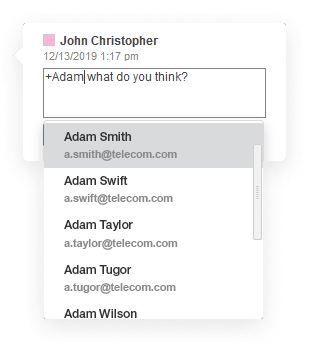 John Christopher
12/13/2019 1:17 pm
+Adam what do you think?
Adam Smith
a.smith@telecom.com
Adam Swift
a.swift@telecom.com
Adam Taylor
a.taylor@telecom.com
Adam Tugor
a.tugor@telecom.com
Adam Wilson